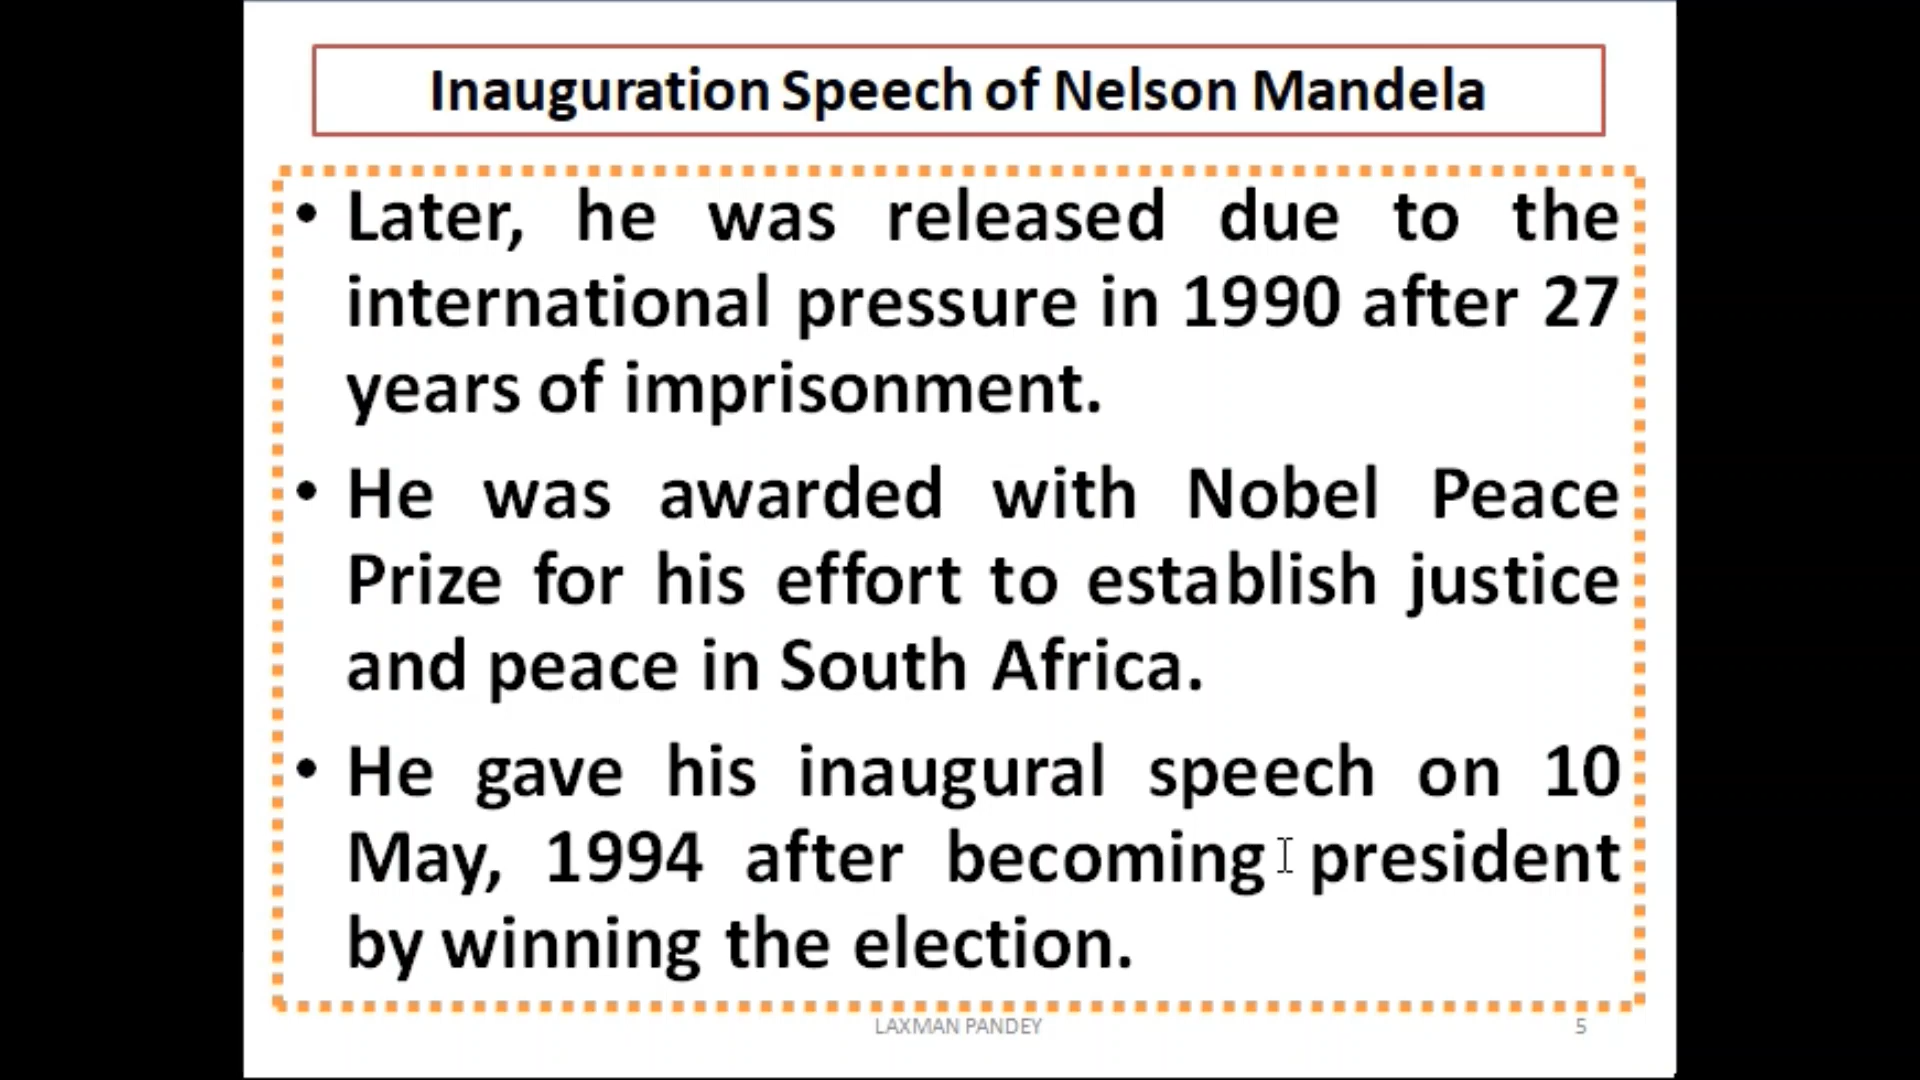 Inauguration Speech of Nelson Mandela
• Later, he was released due to the
international pressure in 1990 after 27
years of imprisonment.
• He was awarded with Nobel Peace
Prize for his effort to establish justice
and peace in South Africa.
• He gave his inaugural speech on 10
May, 1994 after becoming president
by winning the election.
LAXMAN PANDEY 5